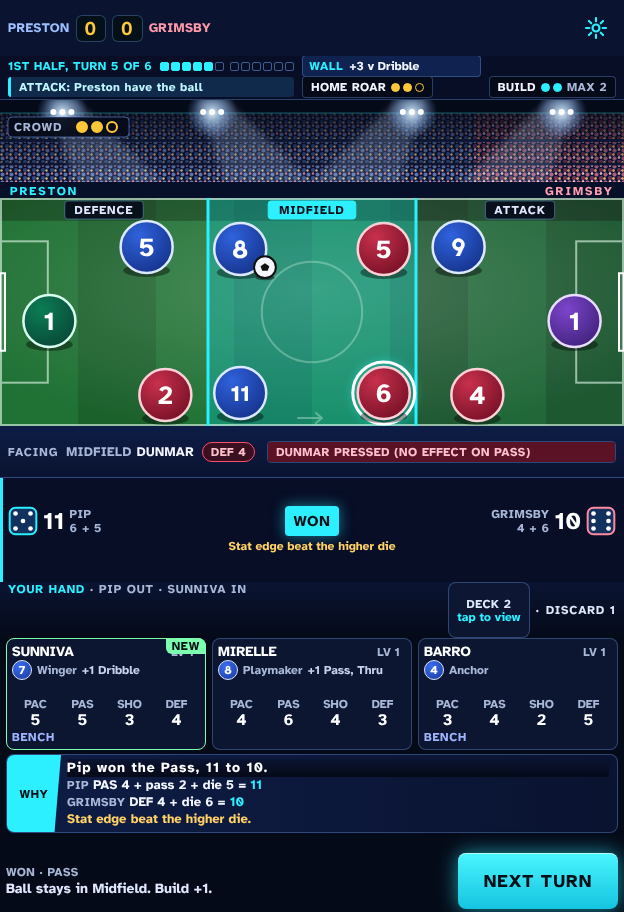 PRESTON 0 0 GRIMSBY
1ST HALF, TURN 5 OF 6
WALL +3 v Dribble
ATTACK: Preston have the ball
HOME ROAR
BUILD MAX 2
CROWD
PRESTON
GRIMSBY
DEFENCE
MIDFIELD
ATTACK
5
8
5
9
1
1
2
11
6
4
FACING MIDFIELD DUNMAR DEF 4
DUNMAR PRESSED (NO EFFECT ON PASS)
11 PIP
6 + 5
WON
GRIMSBY 10
4 + 6
Stat edge beat the higher die
YOUR HAND · PIP OUT · SUNNIVA IN
DECK 2
tap to view
· DISCARD 1
SUNNIVA
NEW
7 Winger +1 Dribble
PAC PAS SHO DEF
5 5 3 4
BENCH
MIRELLE LV 1
8 Playmaker +1 Pass, Thru
PAC PAS SHO DEF
4 6 4 3
BARRO LV 1
4 Anchor
PAC PAS SHO DEF
3 4 2 5
BENCH
WHY
Pip won the Pass, 11 to 10.
PIP PAS 4 + pass 2 + die 5 = 11
GRIMSBY DEF 4 + die 6 = 10
Stat edge beat the higher die.
WON · PASS
Ball stays in Midfield. Build +1.
NEXT TURN